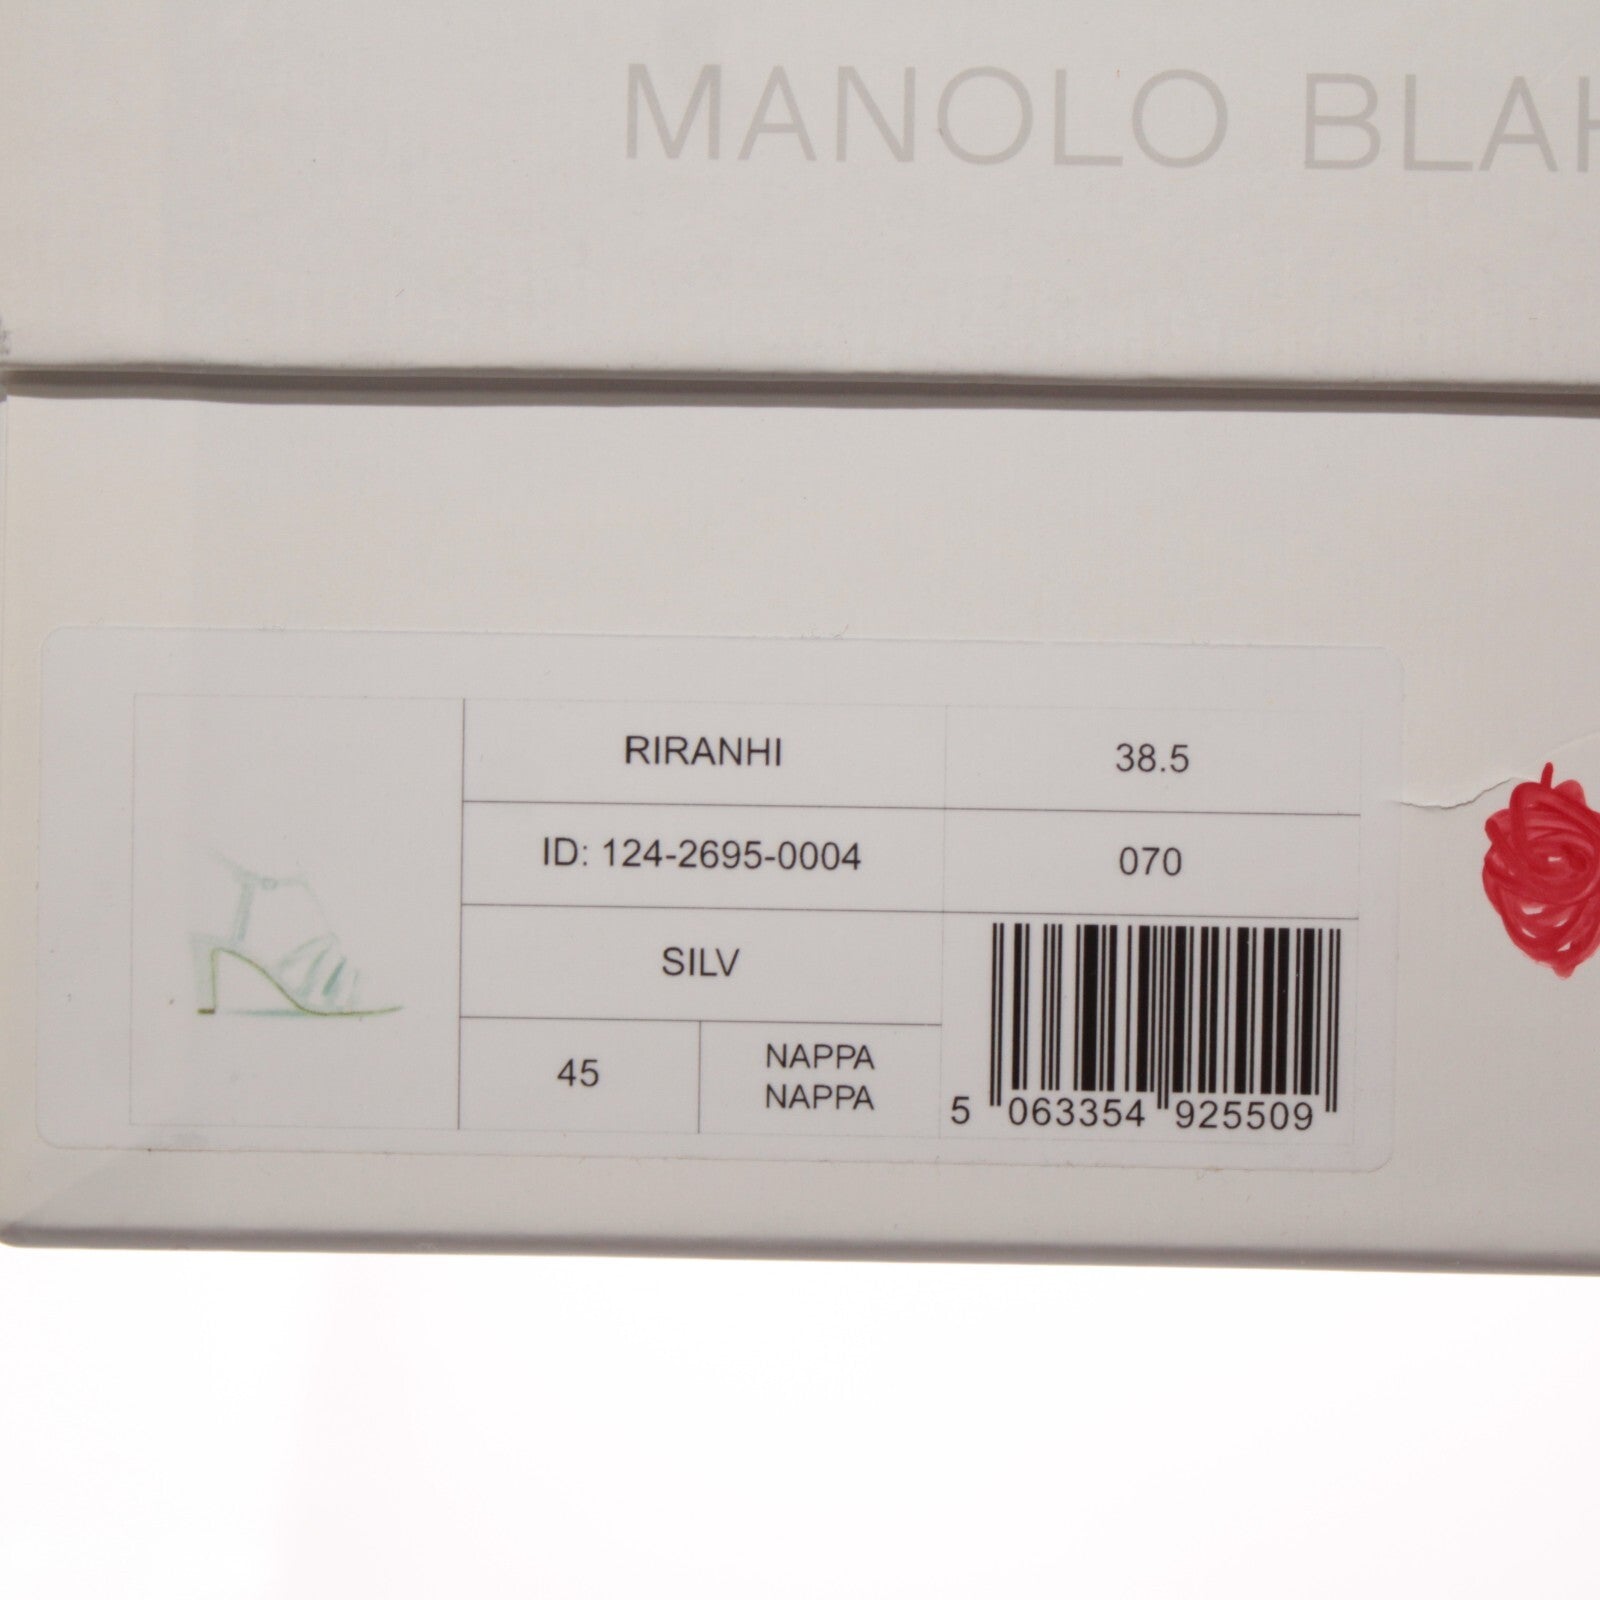 MANOLO BLAH
RIRANHI
38.5
ID: 124-2695-0004
070
SILV
45
NAPPA
NAPPA
5 063354 925509